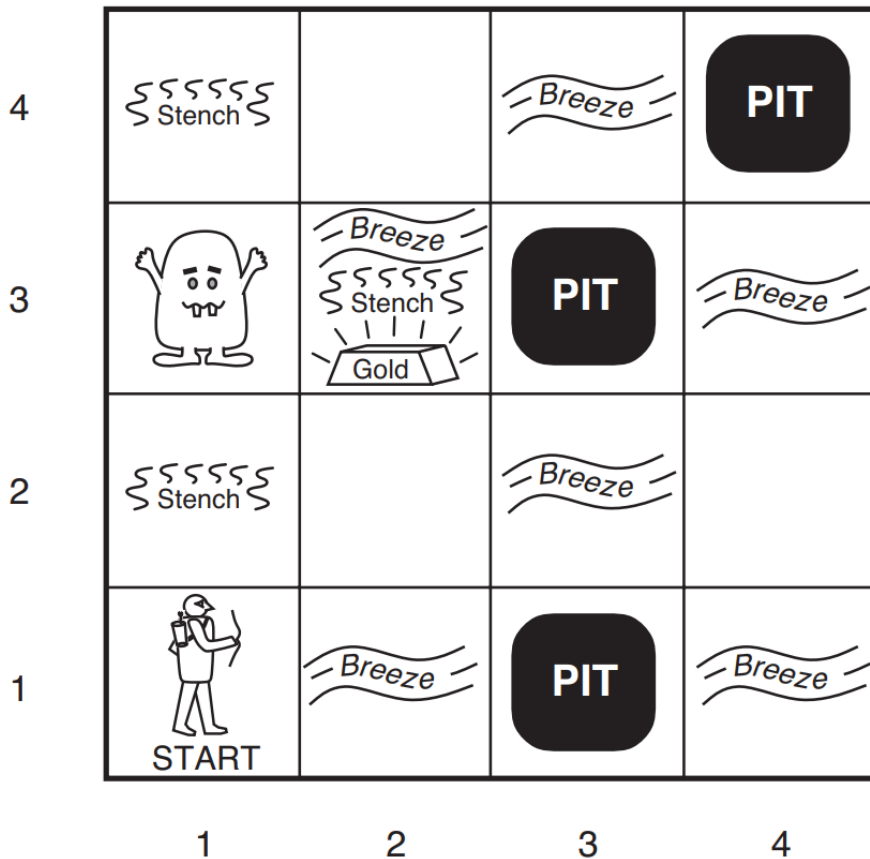 4
Stench
Breeze
PIT
3
Breeze
Stench
Gold
PIT
Breeze
2
Stench
Breeze
1
START
Breeze
PIT
Breeze
1 2 3 4